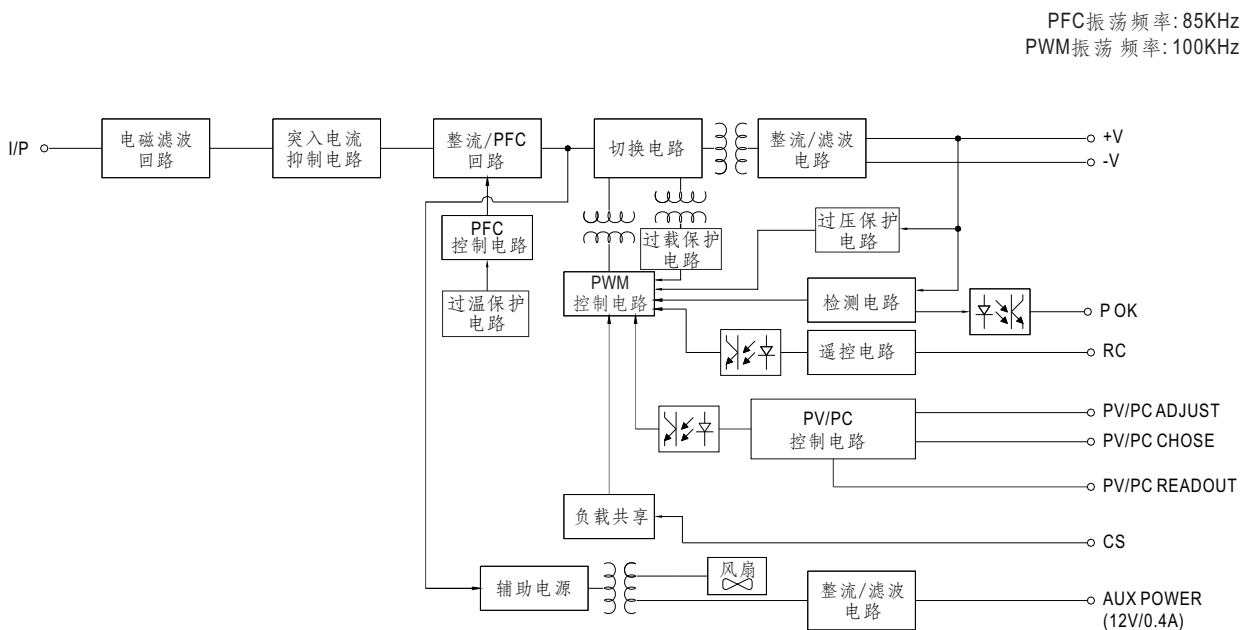 PFC振荡频率: 85KHz
PWM振荡 频率: 100KHz
I/P
电磁滤波
回路
突入电流
抑制电路
整流/PFC
回路
切换电路
整流/滤波
电路
+V
-V
PFC
控制电路
过载保护
电路
过压保护
电路
过温保护
电路
PWM
控制电路
检测电路
P OK
遥控电路
RC
PV/PC
控制电路
PV/PC ADJUST
PV/PC CHOSE
PV/PC READOUT
负载共享
CS
辅助电源
风扇
整流/滤波
电路
AUX POWER
(12V/0.4A)